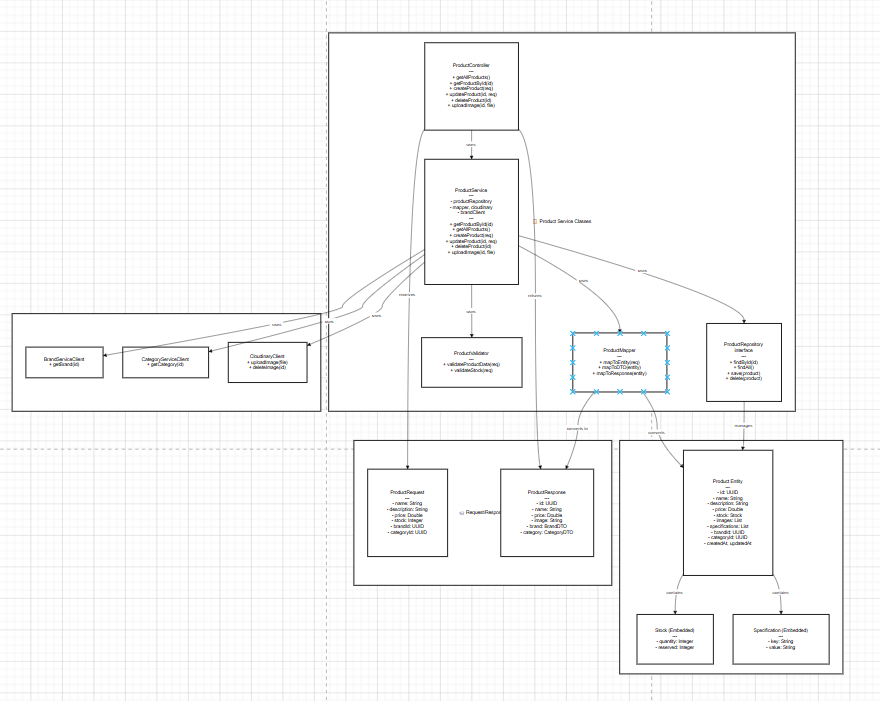 ProductController
---
+ getAllProducts()
+ getProductById(id)
+ createProduct(req)
+ updateProduct(id, req)
+ deleteProduct(id)
+ uploadImage(id, file)
uses
ProductService
---
- productRepository
- mapper, cloudinary
- brandClient
---
+ getProductById(id)
+ getAllProducts()
+ createProduct(req)
+ updateProduct(id, req)
+ deleteProduct(id)
+ uploadImage(id, file)
Product Service Classes
uses
uses
receives
returns
uses
uses
uses
uses
BrandServiceClient
+ getBrand(id)
CategoryServiceClient
+ getCategory(id)
CloudinaryClient
+ uploadImage(file)
+ deleteImage(id)
ProductValidator
---
+ validateProductData(req)
+ validateStock(req)
ProductMapper
---
+ mapToEntity(req)
+ mapToDTO(entity)
+ mapToResponse(entity)
ProductRepository
Interface
---
+ findById(id)
+ findAll()
+ save(product)
+ delete(product)
converts to
converts
manages
ProductRequest
---
- name: String
- description: String
- price: Double
- stock: Integer
- brandId: UUID
- categoryId: UUID
Request/Respon
ProductResponse
---
- id: UUID
- name: String
- price: Double
- image: String
- brand: BrandDTO
- category: CategoryDTO
Product Entity
---
- id: UUID
- name: String
- description: String
- price: Double
- stock: Stock
- images: List
- specifications: List
- brandId: UUID
- categoryId: UUID
- createdAt, updatedAt
contains
contains
Stock (Embedded)
---
- quantity: Integer
- reserved: Integer
Specification (Embedded)
---
- key: String
- value: String